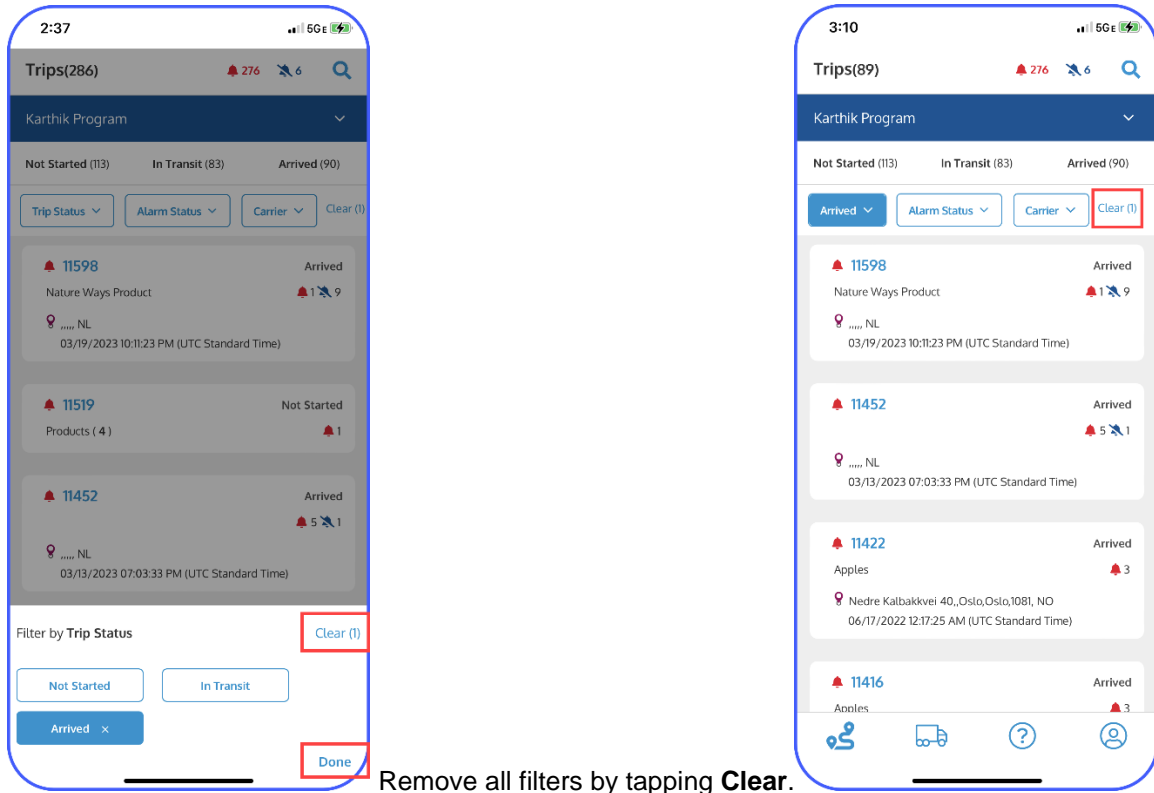 2:37
5GE
Trips(286) 276 6
Karthik Program
Not Started (113) In Transit (83) Arrived (90)
Trip Status Alarm Status Carrier Clear (1)
11598 Arrived
Nature Ways Product 1 9
,,,,, NL
03/19/2023 10:11:23 PM (UTC Standard Time)
11519 Not Started
Products ( 4 ) 1
11452 Arrived
5 1
,,,,, NL
03/13/2023 07:03:33 PM (UTC Standard Time)
Filter by Trip Status Clear (1)
Not Started In Transit
Arrived ×
Done
Remove all filters by tapping Clear.
3:10
5GE
Trips(89) 276 6
Karthik Program
Not Started (113) In Transit (83) Arrived (90)
Arrived Alarm Status Carrier Clear (1)
11598 Arrived
Nature Ways Product 1 9
,,,,, NL
03/19/2023 10:11:23 PM (UTC Standard Time)
11452 Arrived
5 1
,,,,, NL
03/13/2023 07:03:33 PM (UTC Standard Time)
11422 Arrived
Apples 3
Nedre Kalbakkvei 40,,Oslo,Oslo,1081, NO
06/17/2022 12:17:25 AM (UTC Standard Time)
11416 Arrived
Apples 3